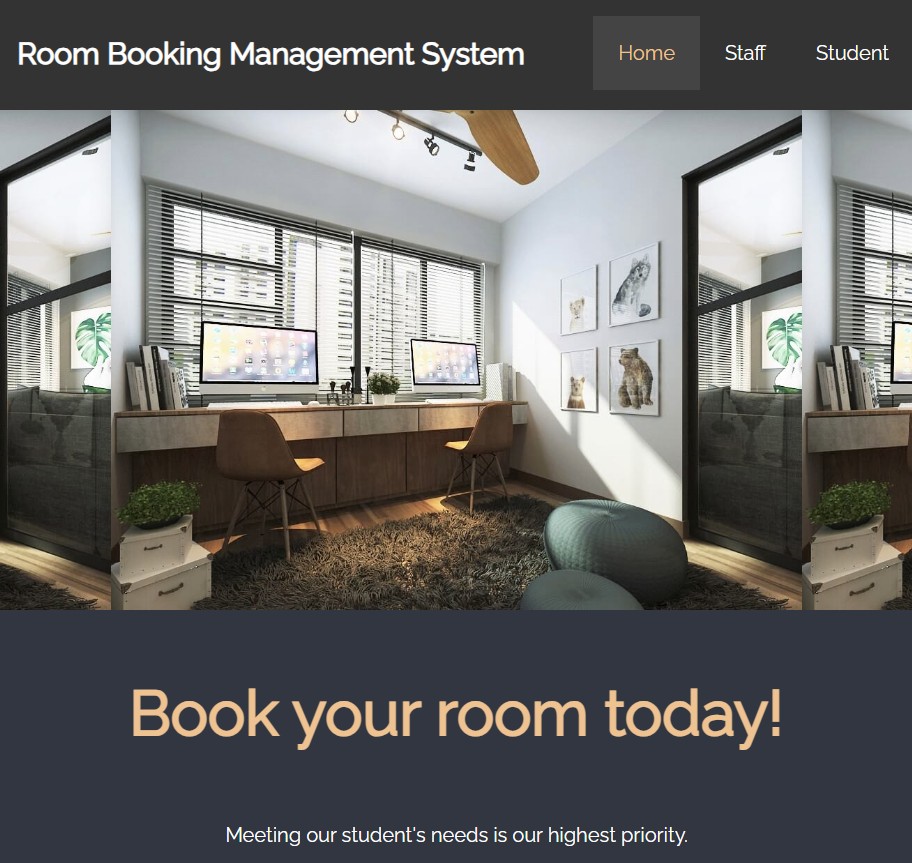 Room Booking Management System
Home
Staff
Student
Book your room today!
Meeting our student's needs is our highest priority.